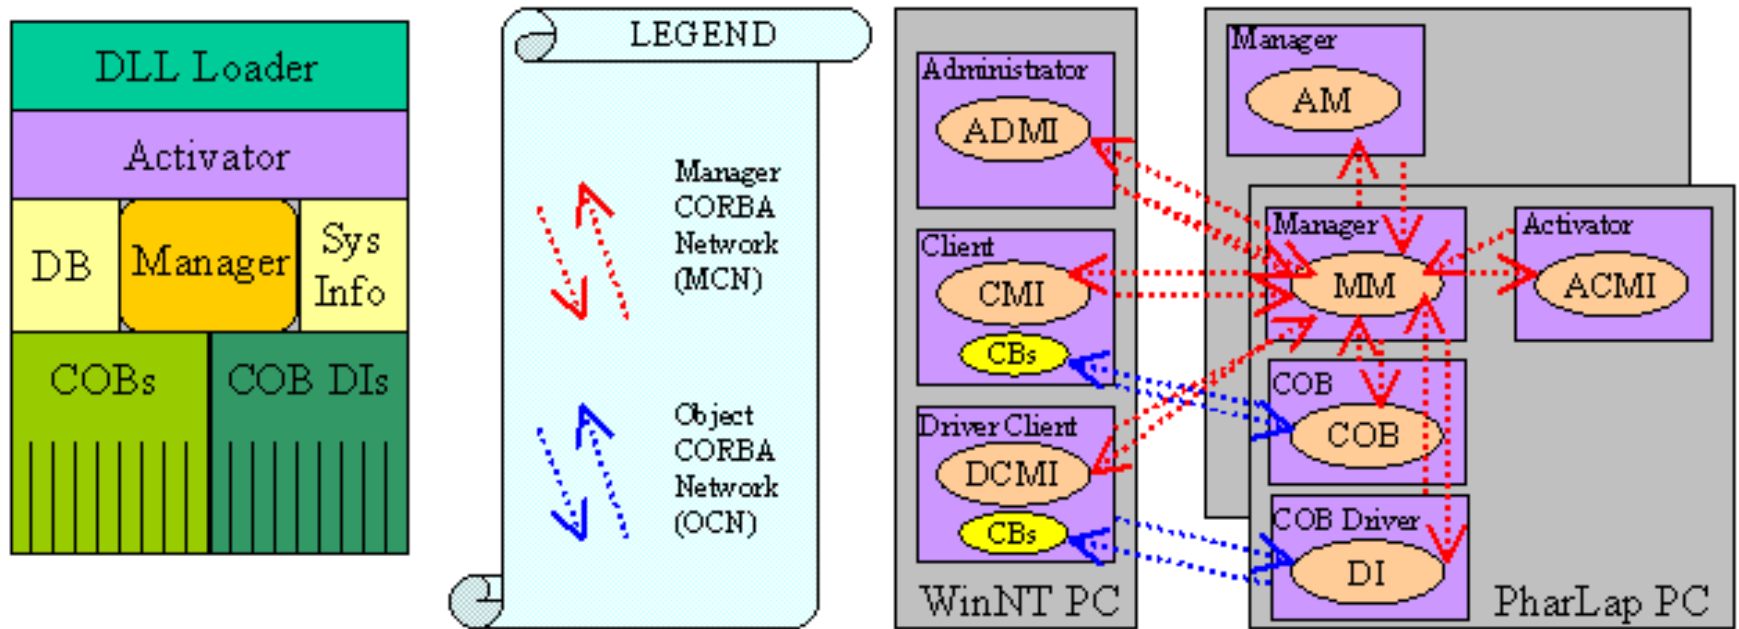 DLL Loader
Activator
DB
Manager
Sys
Info
COBs
COB DIs
LEGEND
Manager
CORBA
Network
(MCN)
Object
CORBA
Network
(OCN)
Administrator
ADMI
Client
CMI
CBs
Driver Client
DCMI
CBs
WinNT PC
Manager
AM
Manager
MM
Activator
ACMI
COB
COB
COB Driver
DI
PharLap PC